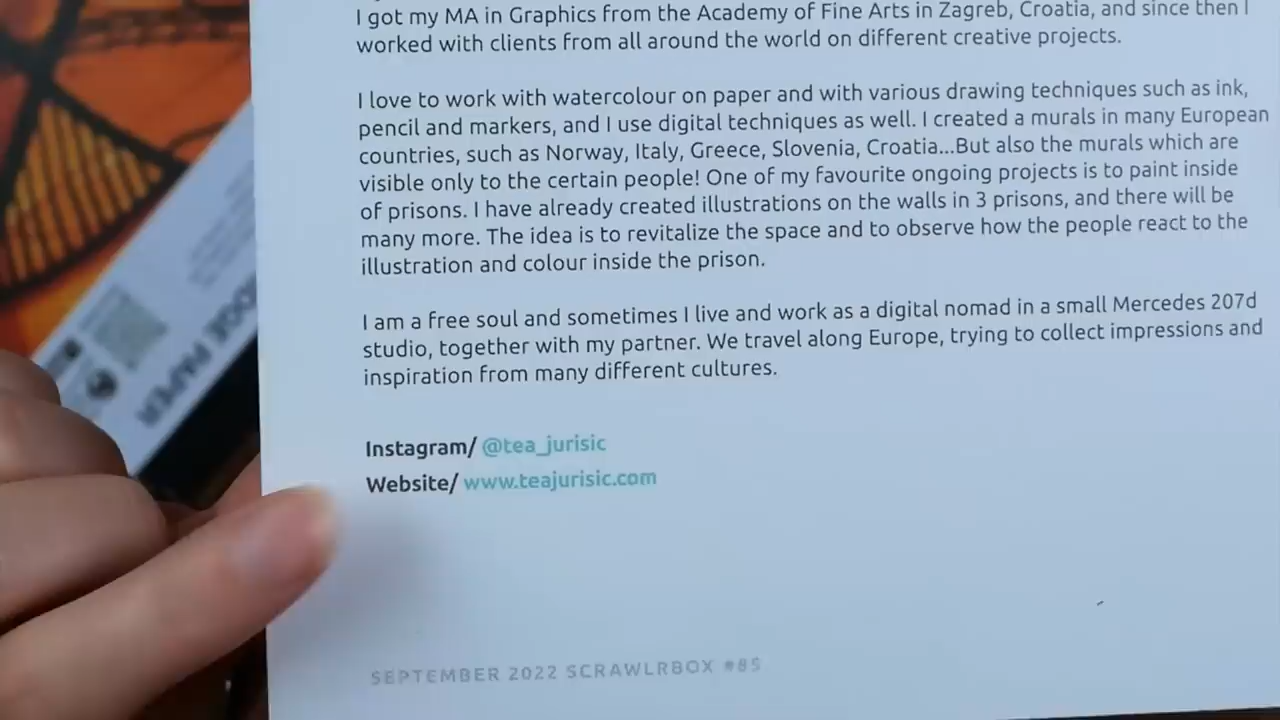 I got my MA in Graphics from the Academy of Fine Arts in Zagreb, Croatia, and since then I
worked with clients from all around the world on different creative projects.
I love to work with watercolour on paper and with various drawing techniques such as ink,
pencil and markers, and I use digital techniques as well. I created a murals in many European
countries, such as Norway, Italy, Greece, Slovenia, Croatia...But also the murals which are
visible only to the certain people! One of my favourite ongoing projects is to paint inside
of prisons. I have already created illustrations on the walls in 3 prisons, and there will be
many more. The idea is to revitalize the space and to observe how the people react to the
illustration and colour inside the prison.
I am a free soul and sometimes I live and work as a digital nomad in a small Mercedes 207d
studio, together with my partner. We travel along Europe, trying to collect impressions and
inspiration from many different cultures.
Instagram/ @tea_jurisic
Website/ www.teajurisic.com
SEPTEMBER 2022 SCRAWLRBOX #85
PAPER